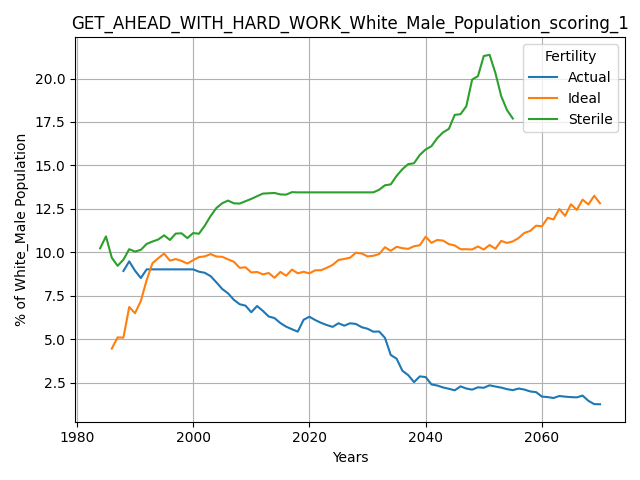 GET_AHEAD_WITH_HARD_WORK_White_Male_Population_scoring_1
Fertility
Actual
Ideal
Sterile
% of White_Male Population
20.0
17.5
15.0
12.5
10.0
7.5
5.0
2.5
1980 2000 2020 2040 2060
Years